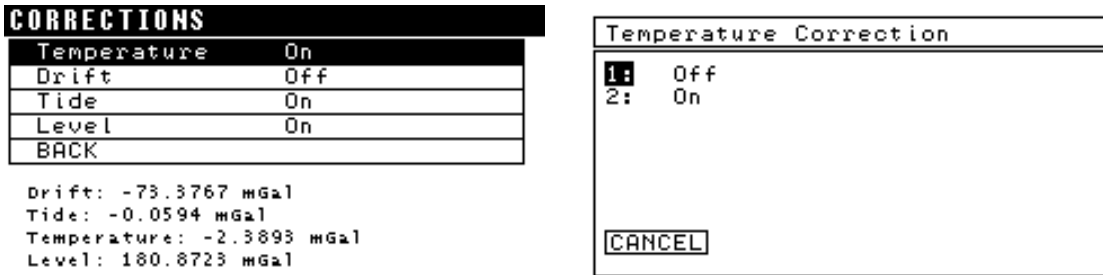 CORRECTIONS
Temperature On
Drift Off
Tide On
Level On
BACK
Drift: -73.3767 mGal
Tide: -0.0594 mGal
Temperature: -2.3893 mGal
Level: 180.8723 mGal
Temperature Correction
1: Off
2: On
CANCEL